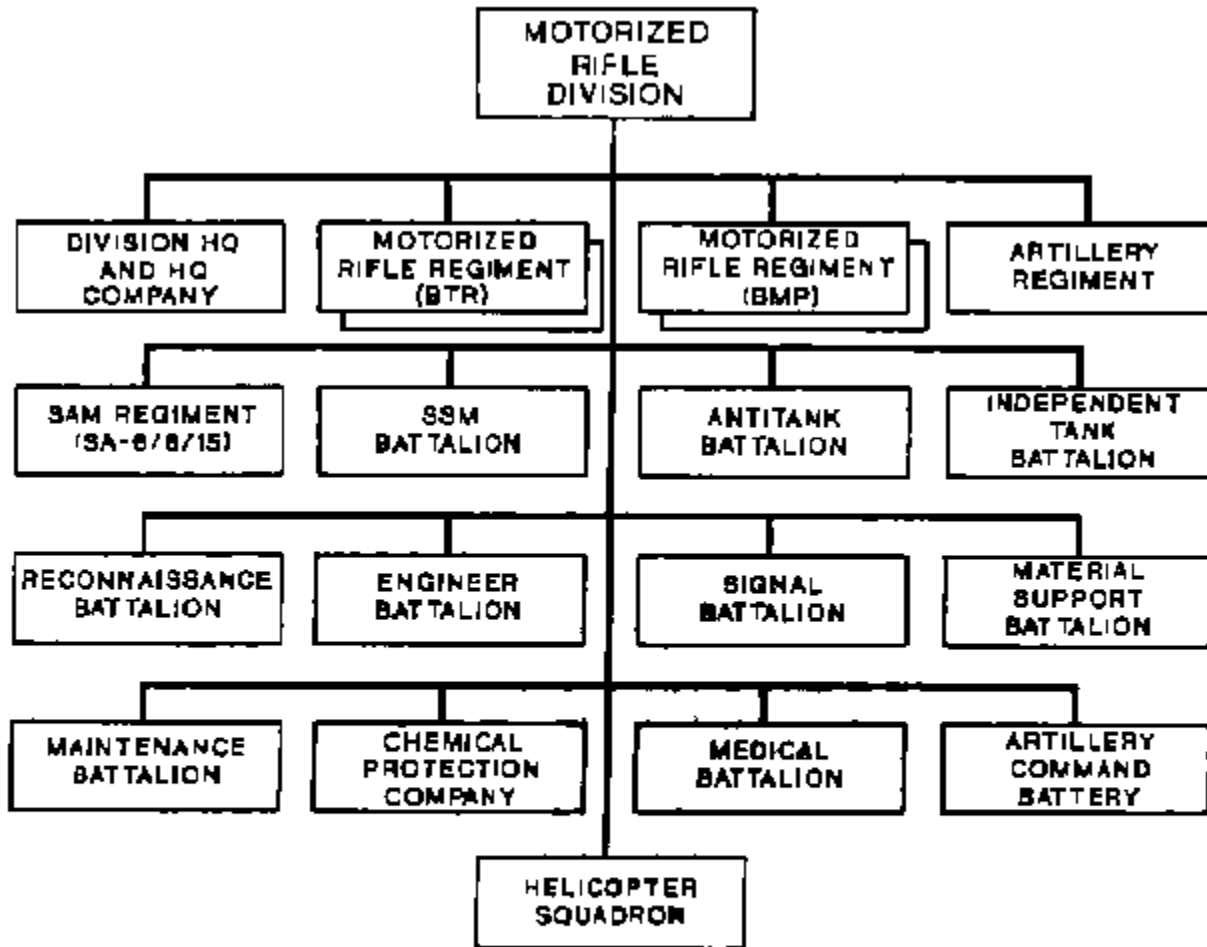 MOTORIZED
RIFLE
DIVISION
DIVISION HQ
AND HQ
COMPANY
MOTORIZED
RIFLE REGIMENT
(BTR)
MOTORIZED
RIFLE REGIMENT
(BMP)
ARTILLERY
REGIMENT
SAM REGIMENT
(SA-6/8/15)
SSM
BATTALION
ANTITANK
BATTALION
INDEPENDENT
TANK
BATTALION
RECONNAISSANCE
BATTALION
ENGINEER
BATTALION
SIGNAL
BATTALION
MATERIAL
SUPPORT
BATTALION
MAINTENANCE
BATTALION
CHEMICAL
PROTECTION
COMPANY
MEDICAL
BATTALION
ARTILLERY
COMMAND
BATTERY
HELICOPTER
SQUADRON